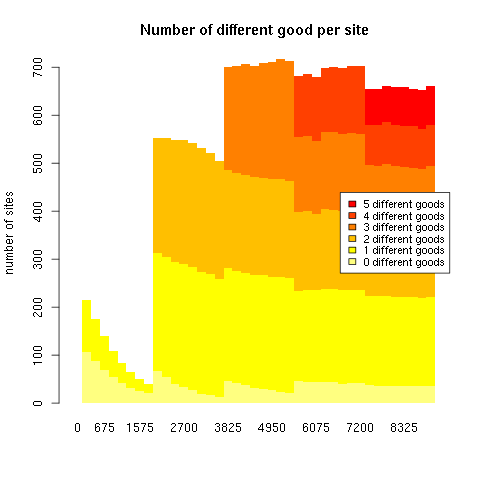 Number of different good per site
number of sites
700
600
500
400
300
200
100
0
5 different goods
4 different goods
3 different goods
2 different goods
1 different goods
0 different goods
0 675 1575 2700 3825 4950 6075 7200 8325